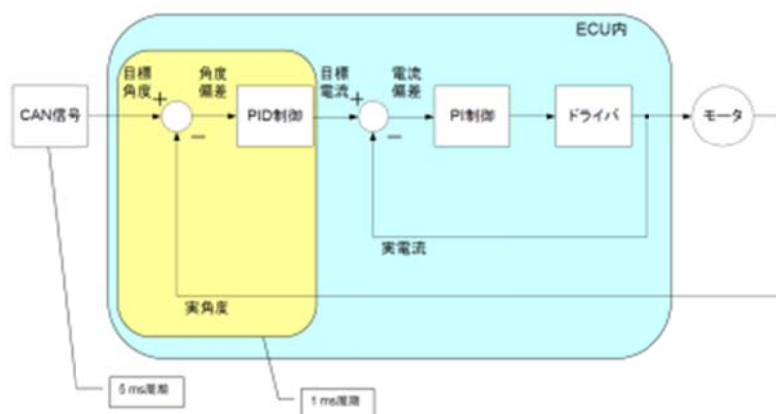 ECU内
目標
角度
角度
偏差
目標
電流
電流
偏差
+
+
CAN信号
PID制御
PI制御
ドライバ
モータ
−
−
実電流
実角度
5 ms周期
1 ms周期